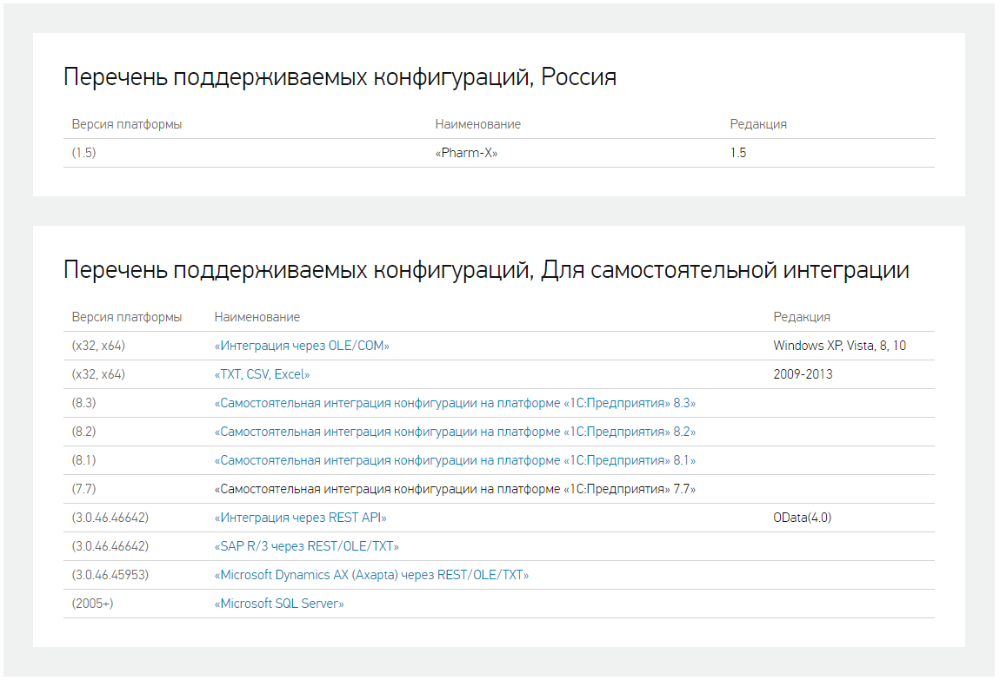 Перечень поддерживаемых конфигураций, Россия
Версия платформы Наименование Редакция
(1.5) «Pharm-X» 1.5
Перечень поддерживаемых конфигураций, Для самостоятельной интеграции
Версия платформы Наименование Редакция
(x32, x64) «Интеграция через OLE/COM» Windows XP, Vista, 8, 10
(x32, x64) «TXT, CSV, Excel» 2009-2013
(8.3) «Самостоятельная интеграция конфигурации на платформе «1С:Предприятия» 8.3»
(8.2) «Самостоятельная интеграция конфигурации на платформе «1С:Предприятия» 8.2»
(8.1) «Самостоятельная интеграция конфигурации на платформе «1С:Предприятия» 8.1»
(7.7) «Самостоятельная интеграция конфигурации на платформе «1С:Предприятия» 7.7»
(3.0.46.46642) «Интеграция через REST API» OData(4.0)
(3.0.46.46642) «SAP R/3 через REST/OLE/TXT»
(3.0.46.45953) «Microsoft Dynamics AX (Axapta) через REST/OLE/TXT»
(2005+) «Microsoft SQL Server»